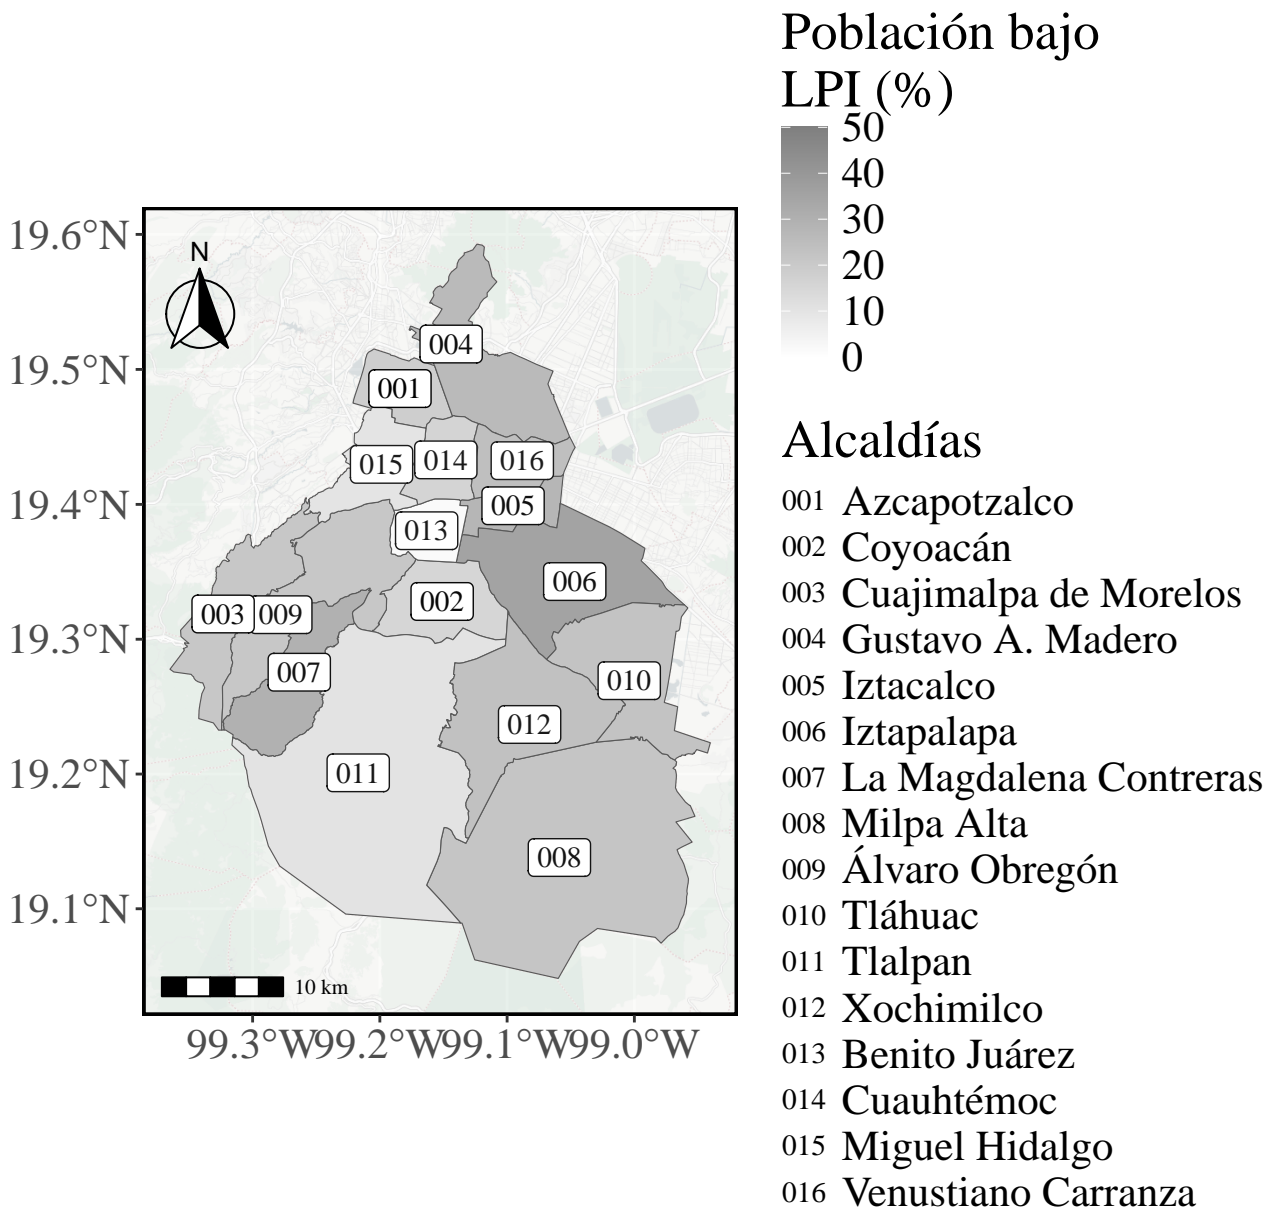 Población bajo
LPI (%)
50
40
30
20
10
0
19.6°N
19.5°N
19.4°N
19.3°N
19.2°N
19.1°N
N
004
001
015
014
016
005
013
006
002
003
009
007
010
012
011
008
10 km
99.3°W
99.2°W
99.1°W
99.0°W
Alcaldías
001 Azcapotzalco
002 Coyoacán
003 Cuajimalpa de Morelos
004 Gustavo A. Madero
005 Iztacalco
006 Iztapalapa
007 La Magdalena Contreras
008 Milpa Alta
009 Álvaro Obregón
010 Tláhuac
011 Tlalpan
012 Xochimilco
013 Benito Juárez
014 Cuauhtémoc
015 Miguel Hidalgo
016 Venustiano Carranza